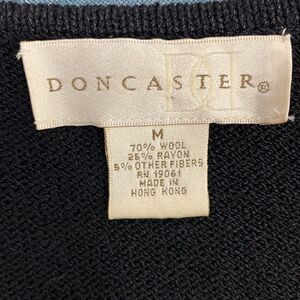 DONCASTER®
M
70% WOOL
25% RAYON
5% OTHER FIBERS
RN 19061
MADE IN
HONG KONG